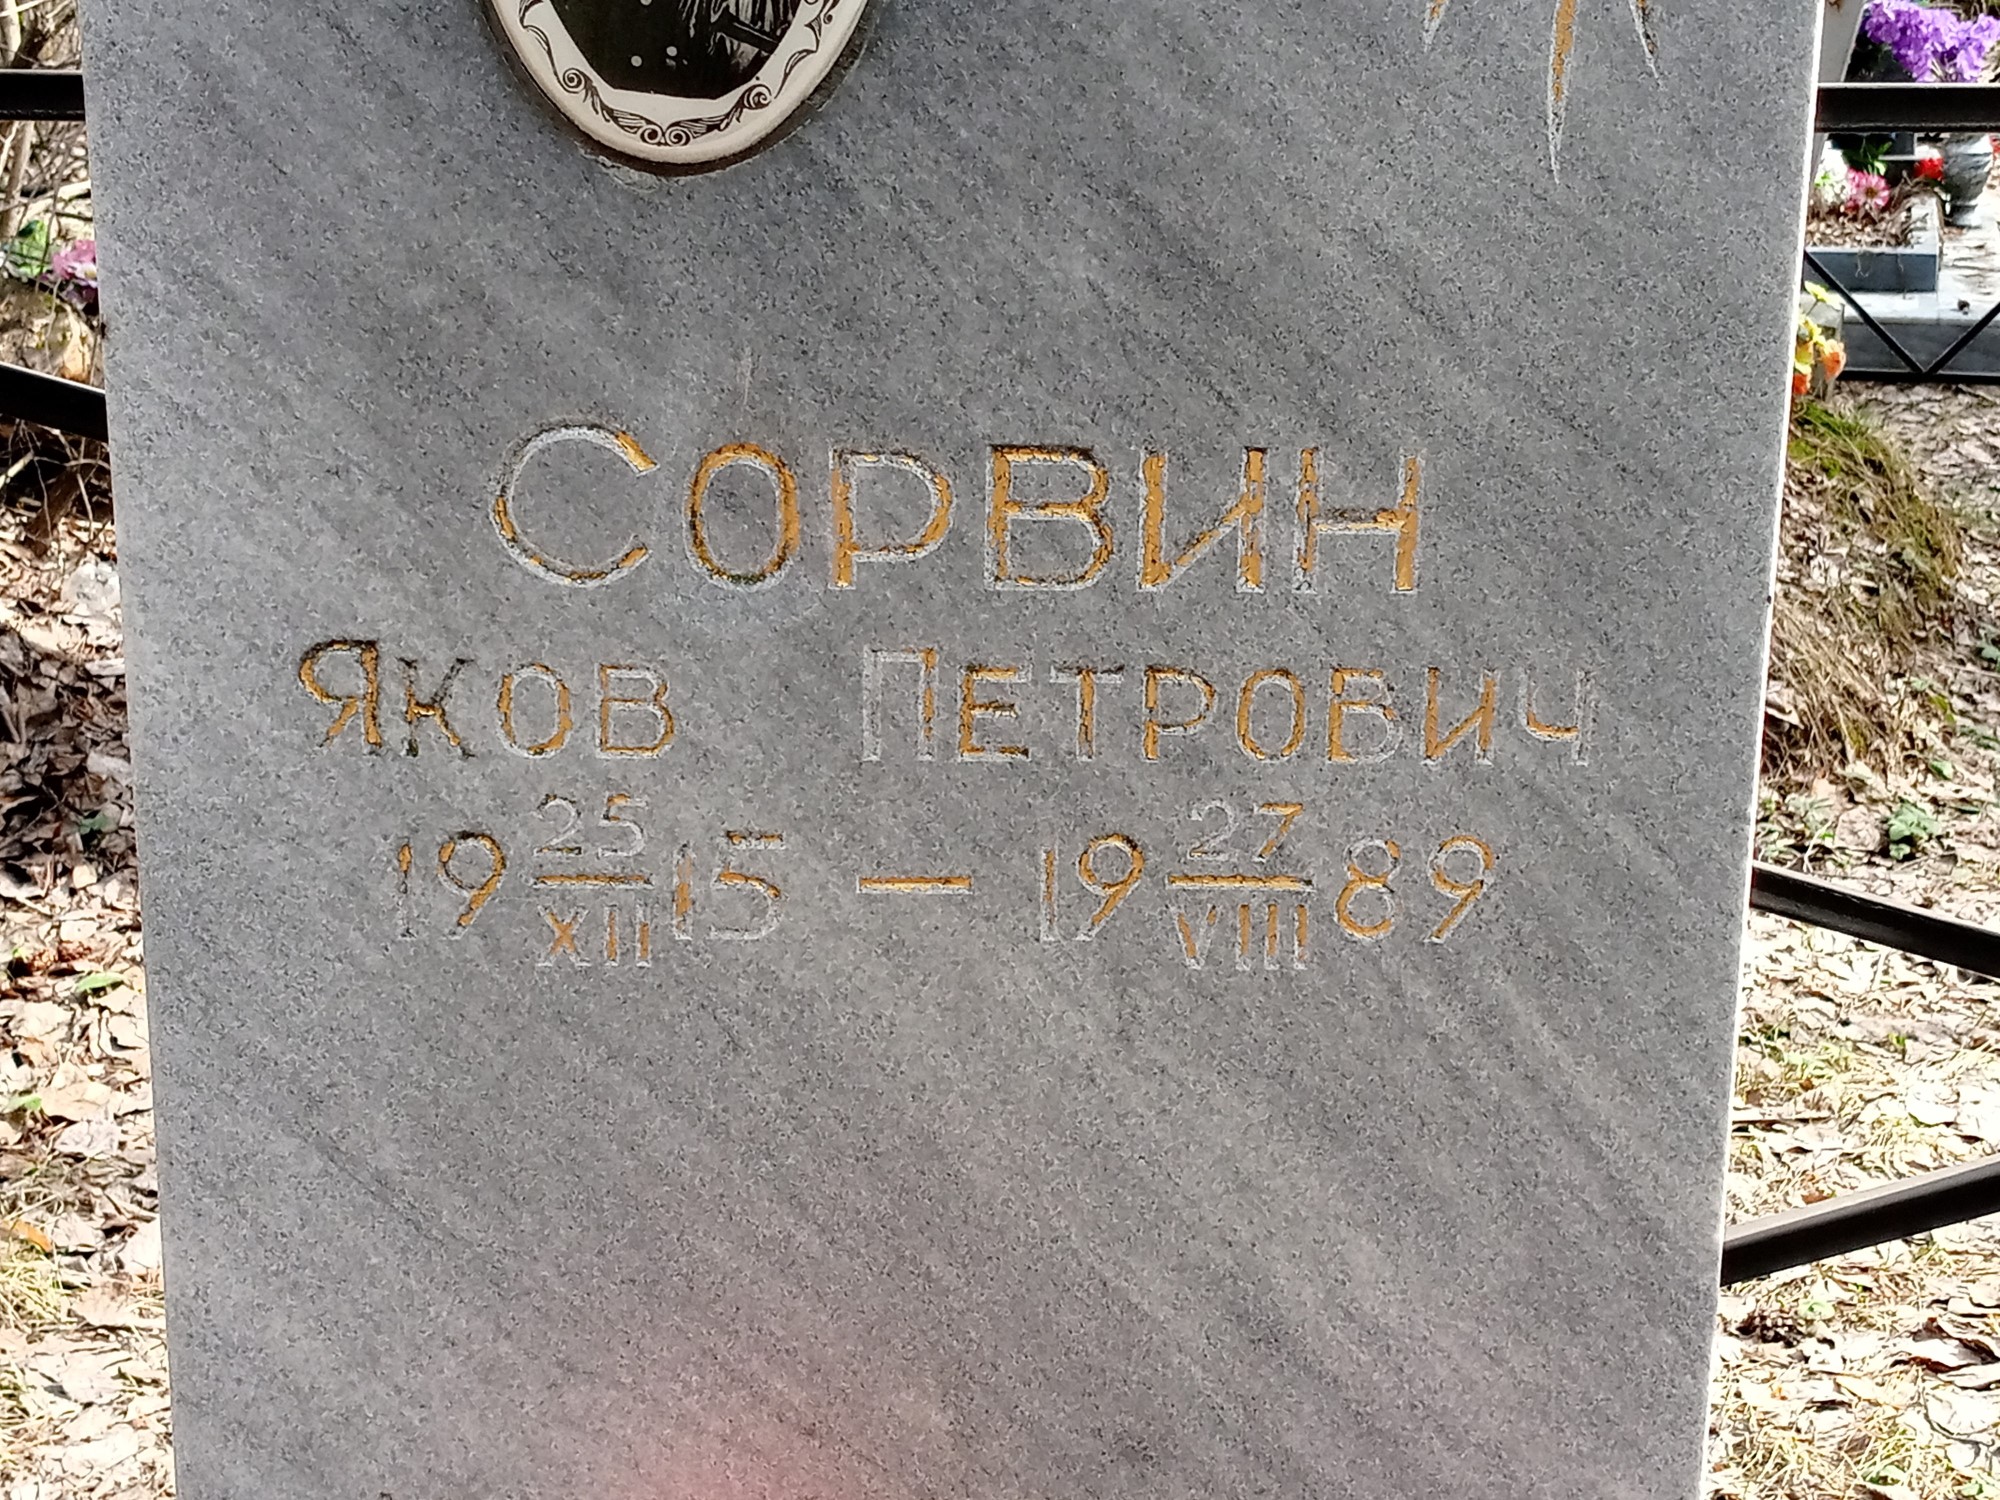 СОРВИН
ЯКОВ ПЕТРОВИЧ
19 25/XII 15 — 19 27/VIII 89